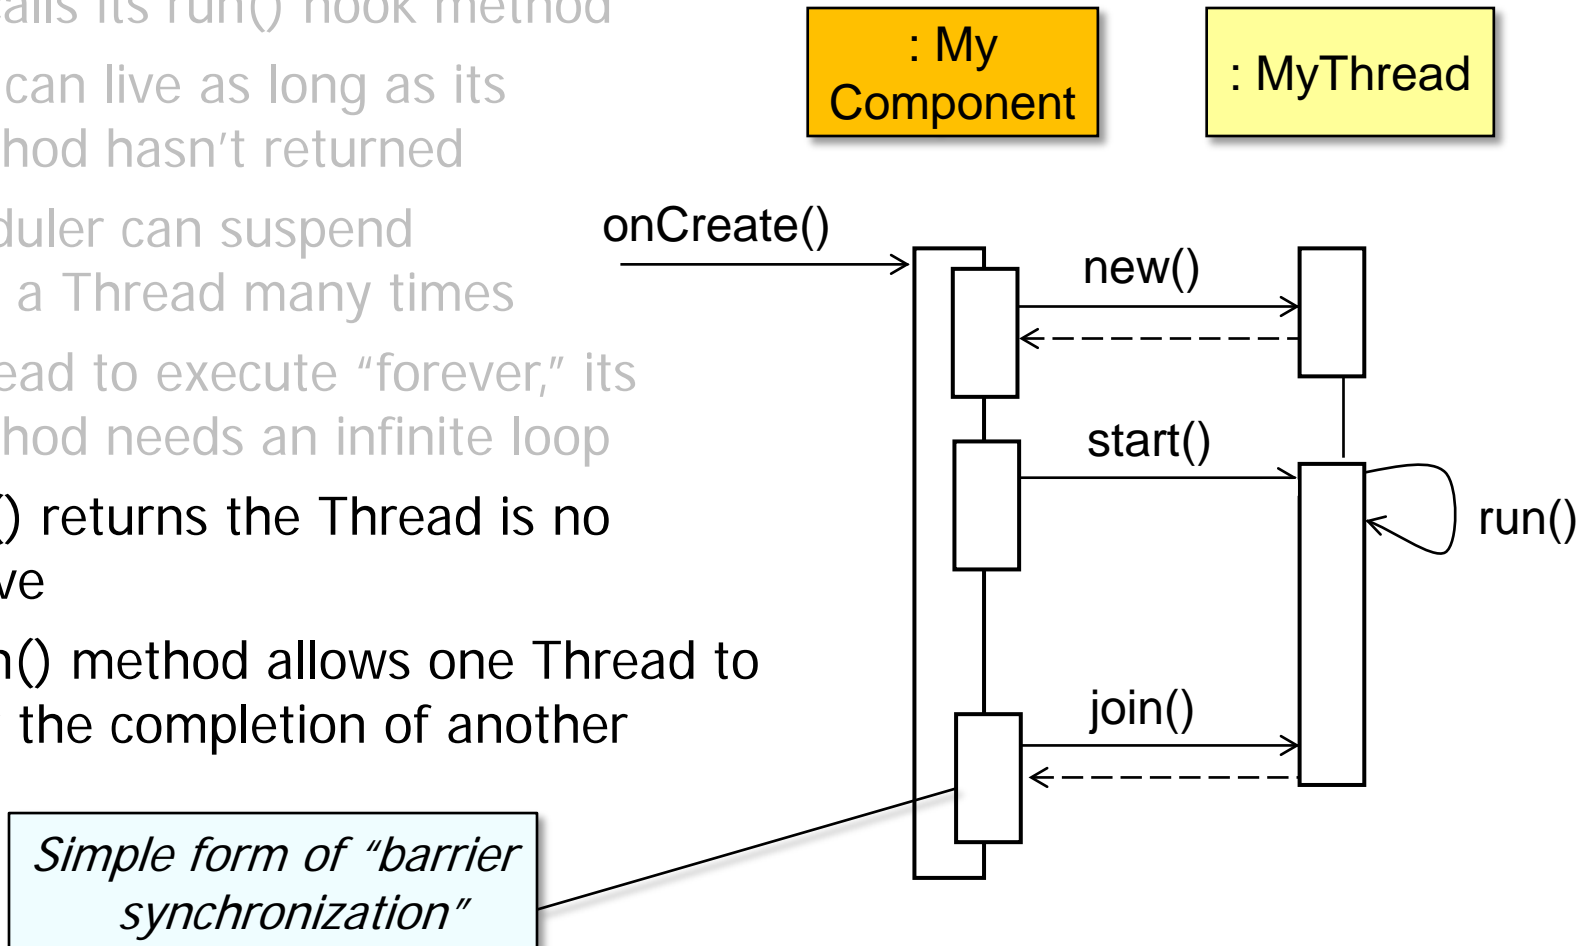 calls its run() hook method
can live as long as its
hod hasn't returned
duler can suspend
a Thread many times
ead to execute “forever,” its
hod needs an infinite loop
() returns the Thread is no
ve
n() method allows one Thread to
the completion of another
Simple form of “barrier
synchronization”
: My
Component
: MyThread
onCreate()
new()
start()
run()
join()